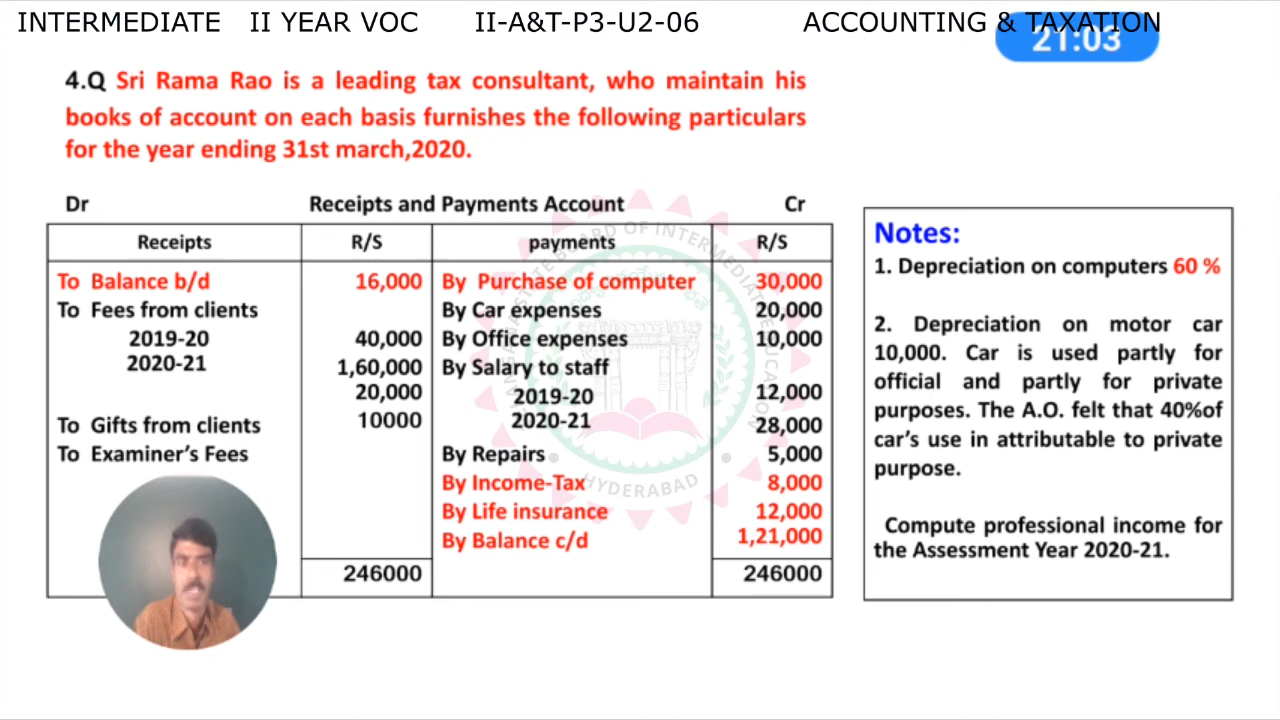 INTERMEDIATE II YEAR VOC II-A&T-P3-U2-06 ACCOUNTING & TAXATION
21:03
4.Q Sri Rama Rao is a leading tax consultant, who maintain his
books of account on each basis furnishes the following particulars
for the year ending 31st march,2020.
Dr Receipts and Payments Account Cr
Receipts R/S payments R/S
To Balance b/d 16,000 By Purchase of computer 30,000
To Fees from clients By Car expenses 20,000
2019-20 40,000 By Office expenses 10,000
2020-21 1,60,000 By Salary to staff
20,000 2019-20 12,000
To Gifts from clients 10000 2020-21 28,000
To Examiner's Fees By Repairs 5,000
By Income-Tax 8,000
By Life insurance 12,000
By Balance c/d 1,21,000
246000 246000
Notes:
1. Depreciation on computers 60 %
2. Depreciation on motor car
10,000. Car is used partly for
official and partly for private
purposes. The A.O. felt that 40%of
car's use in attributable to private
purpose.
Compute professional income for
the Assessment Year 2020-21.
HYDERABAD